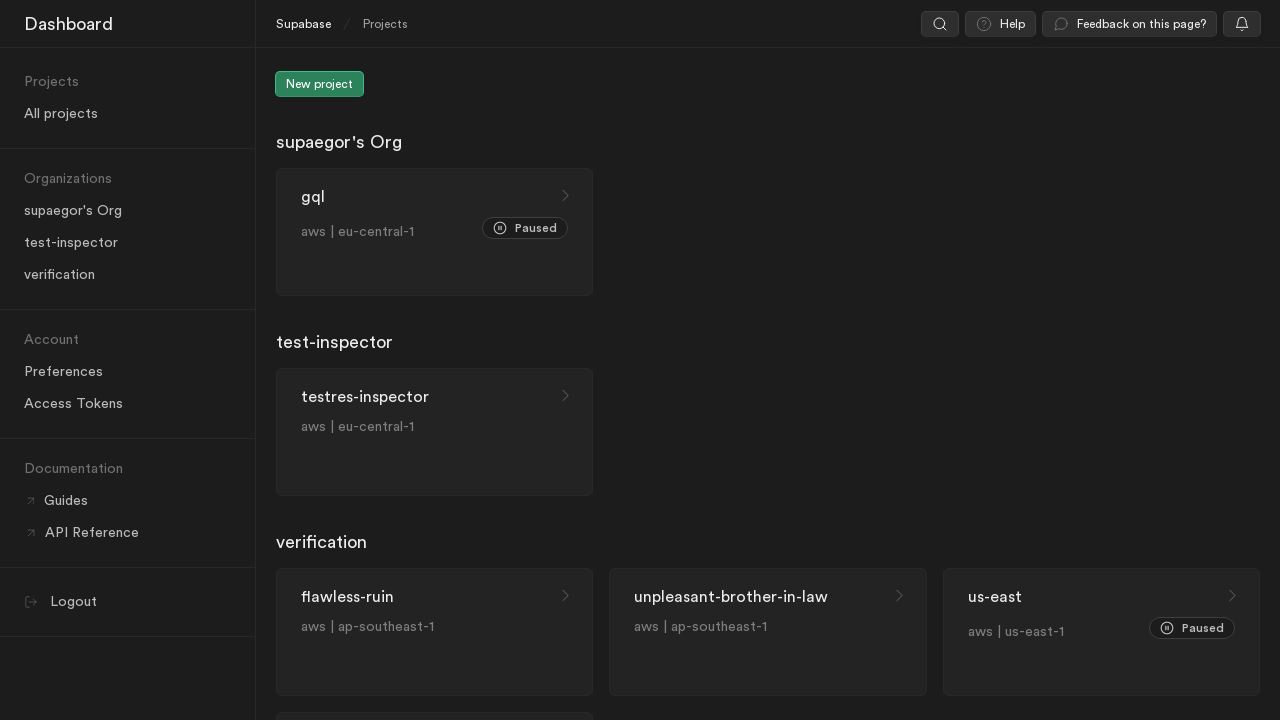 Dashboard
Supabase / Projects
Help
Feedback on this page?
Projects
All projects
Organizations
supaegor's Org
test-inspector
verification
Account
Preferences
Access Tokens
Documentation
Guides
API Reference
Logout
New project
supaegor's Org
gql
aws | eu-central-1
Paused
test-inspector
testres-inspector
aws | eu-central-1
verification
flawless-ruin
aws | ap-southeast-1
unpleasant-brother-in-law
aws | ap-southeast-1
us-east
aws | us-east-1
Paused